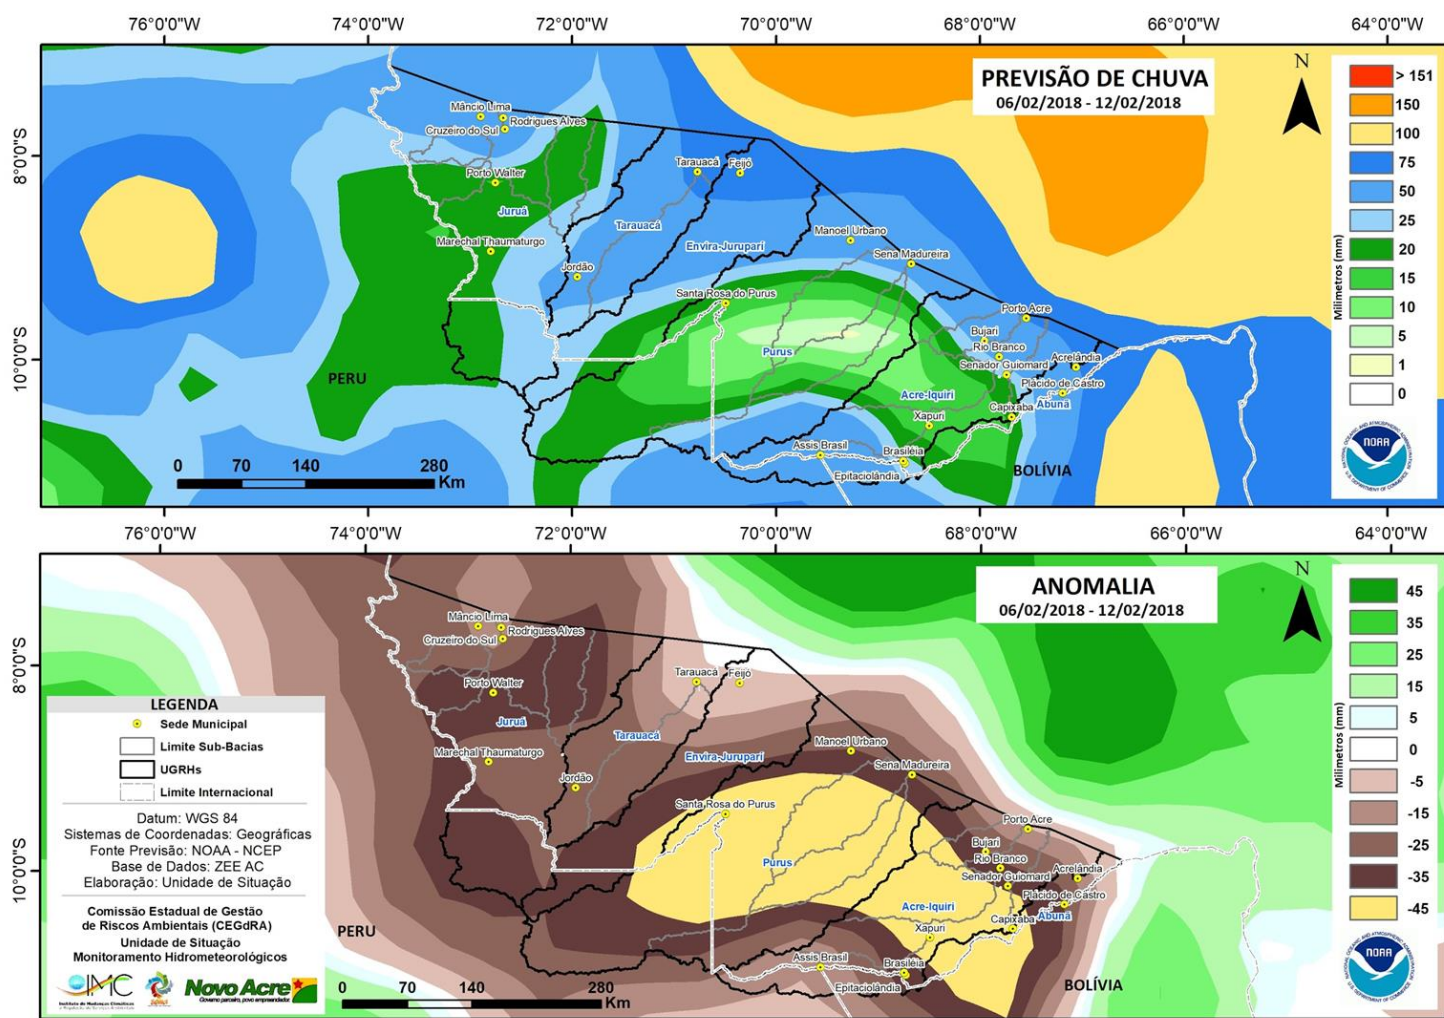 76°0'0"W 74°0'0"W 72°0'0"W 70°0'0"W 68°0'0"W 66°0'0"W 64°0'0"W
PREVISÃO DE CHUVA
06/02/2018 - 12/02/2018
N
> 151
150
100
75
50
25
20
15
10
5
1
0
Milimetros (mm)
8°0'0"S
10°0'0"S
Mâncio Lima
Rodrigues Alves
Cruzeiro do Sul
Porto Walter
Tarauacá
Feijó
Juruá
Tarauacá
Marechal Thaumaturgo
Manoel Urbano
Envira-Jurupari
Sena Madureira
Jordão
Santa Rosa do Purus
Porto Acre
Bujari
Rio Branco
Purus
Senador Guiomard
Acrelândia
PERU
Plácido de Castro
Acre-Iquiri
Abunã
Capixaba
Xapuri
Assis Brasil
Brasiléia
Epitaciolândia
BOLÍVIA
0 70 140 280
Km
NOAA
76°0'0"W 74°0'0"W 72°0'0"W 70°0'0"W 68°0'0"W 66°0'0"W 64°0'0"W
ANOMALIA
06/02/2018 - 12/02/2018
N
45
35
25
15
5
0
-5
-15
-25
-35
-45
Milimetros (mm)
8°0'0"S
10°0'0"S
Mâncio Lima
Rodrigues Alves
Cruzeiro do Sul
Porto Walter
Tarauacá
Feijó
Juruá
Tarauacá
Marechal Thaumaturgo
Manoel Urbano
Envira-Jurupari
Sena Madureira
Jordão
Santa Rosa do Purus
Porto Acre
Bujari
Rio Branco
Purus
Senador Guiomard
Acrelândia
Plácido de Castro
Acre-Iquiri
Abunã
Capixaba
Xapuri
PERU
Assis Brasil
Brasiléia
Epitaciolândia
BOLÍVIA
0 70 140 280
Km
NOAA
LEGENDA
Sede Municipal
Limite Sub-Bacias
UGRHs
Limite Internacional
Datum: WGS 84
Sistemas de Coordenadas: Geográficas
Fonte Previsão: NOAA - NCEP
Base de Dados: ZEE AC
Elaboração: Unidade de Situação
Comissão Estadual de Gestão
de Riscos Ambientais (CEGdRA)
Unidade de Situação
Monitoramento Hidrometeorológicos
IMC
Instituto de Mudanças Climáticas
Novo Acre
Governo parceiro, povo empreendedor